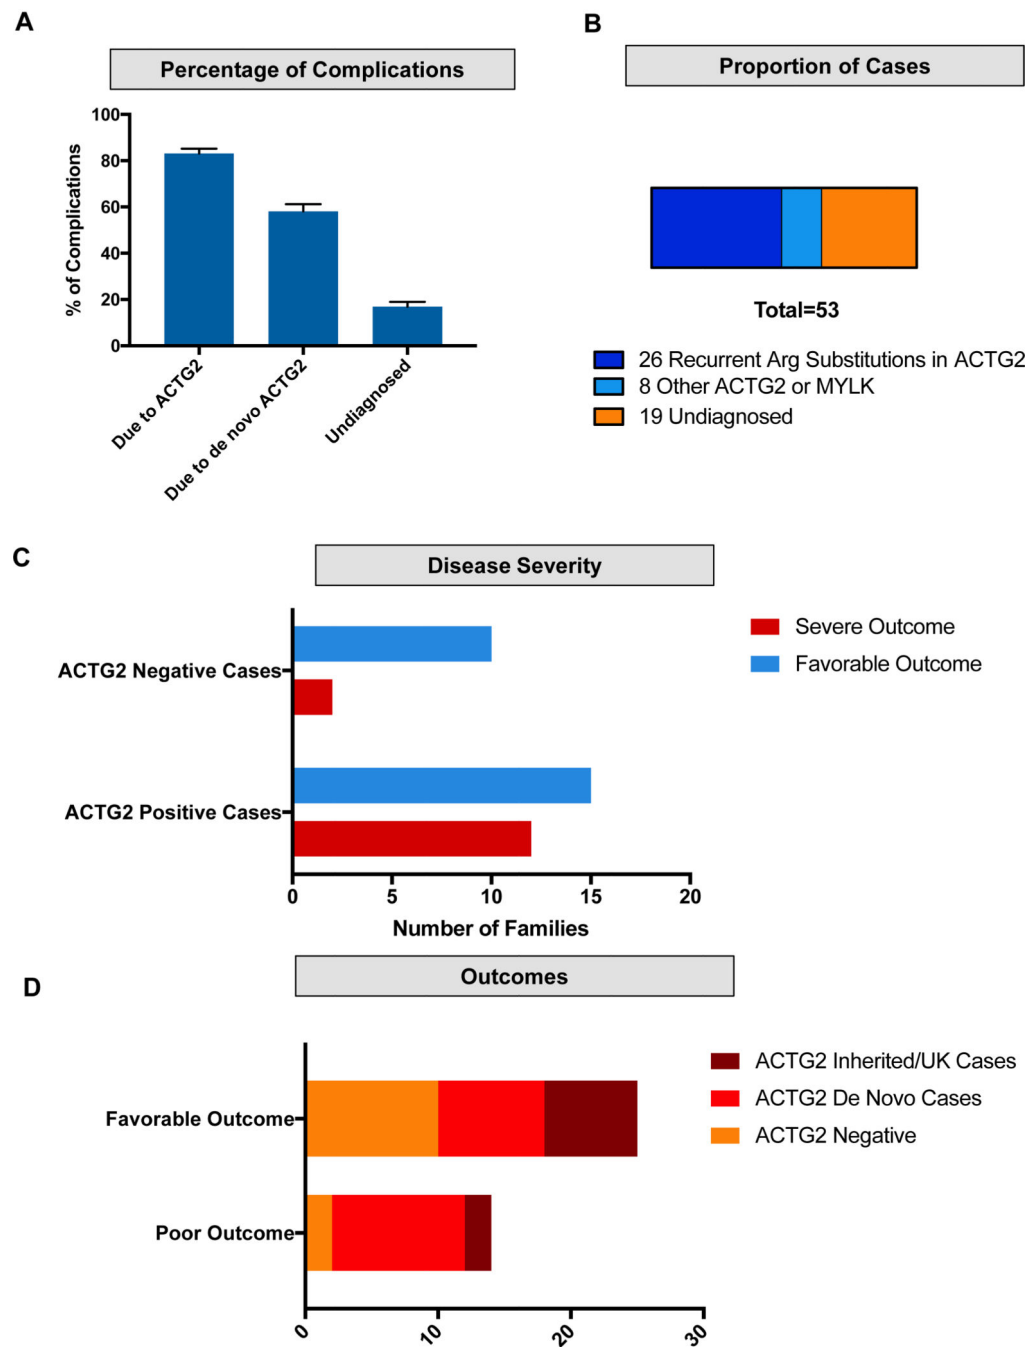 A
Percentage of Complications
% of Complications
100
80
60
40
20
0
Due to ACTG2
Due to de novo ACTG2
Undiagnosed
B
Proportion of Cases
Total=53
26 Recurrent Arg Substitutions in ACTG2
8 Other ACTG2 or MYLK
19 Undiagnosed
C
Disease Severity
ACTG2 Negative Cases
ACTG2 Positive Cases
0 5 10 15 20
Number of Families
Severe Outcome
Favorable Outcome
D
Outcomes
Favorable Outcome
Poor Outcome
0 10 20 30
ACTG2 Inherited/UK Cases
ACTG2 De Novo Cases
ACTG2 Negative